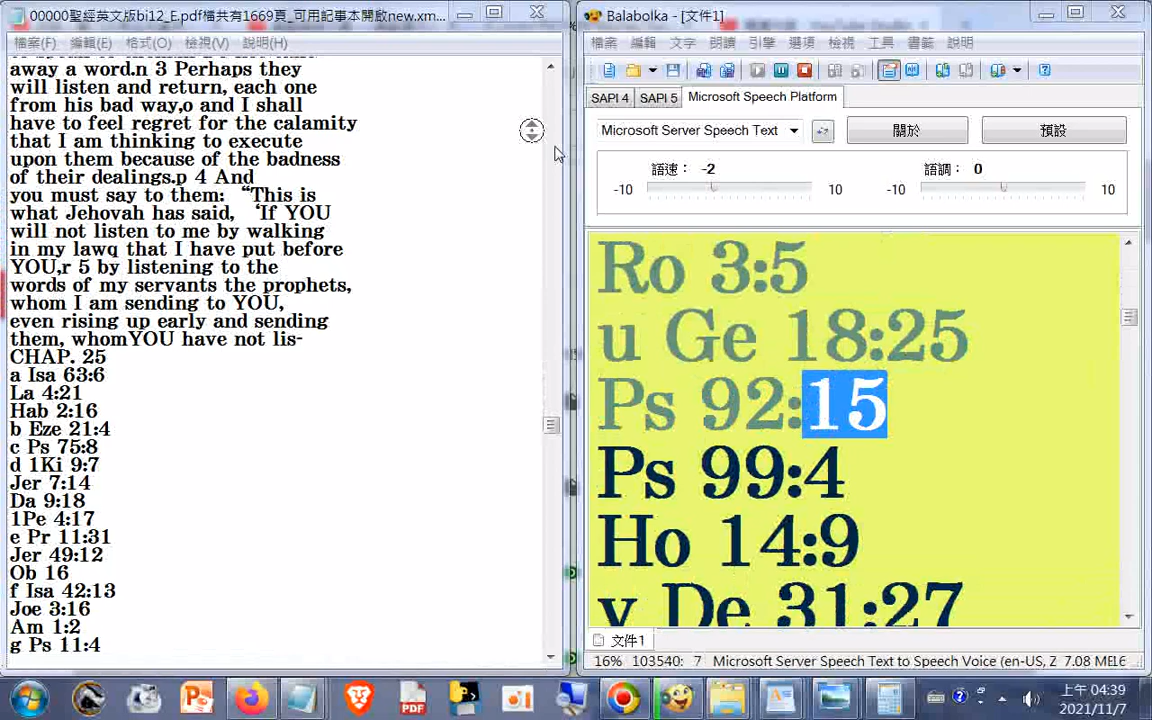 00000聖經英文版bi12_E.pdf檔共有1669頁_可用記事本開啟new.xm...
檔案(F) 編輯(E) 格式(O) 檢視(V) 說明(H)
away a word.n 3 Perhaps they
will listen and return, each one
from his bad way,o and I shall
have to feel regret for the calamity
that I am thinking to execute
upon them because of the badness
of their dealings.p 4 And
you must say to them: “This is
what Jehovah has said, ‘If YOU
will not listen to me by walking
in my lawq that I have put before
YOU,r 5 by listening to the
words of my servants the prophets,
whom I am sending to YOU,
even rising up early and sending
them, whomYOU have not lis-
CHAP. 25
a Isa 63:6
La 4:21
Hab 2:16
b Eze 21:4
c Ps 75:8
d 1Ki 9:7
Jer 7:14
Da 9:18
1Pe 4:17
e Pr 11:31
Jer 49:12
Ob 16
f Isa 42:13
Joe 3:16
Am 1:2
g Ps 11:4
Balabolka - [文件1]
檔案 編輯 文字 朗讀 引擎 選項 檢視 工具 書籤 說明
SAPI 4 SAPI 5 Microsoft Speech Platform
Microsoft Server Speech Text 關於 預設
語速： -2 語調： 0
-10 10 -10 10
Ro 3:5
u Ge 18:25
Ps 92:15
Ps 99:4
Ho 14:9
v De 31:27
文件1
16% 103540: 7 Microsoft Server Speech Text to Speech Voice (en-US, Z 7.08 ME16
上午 04:39
2021/11/7